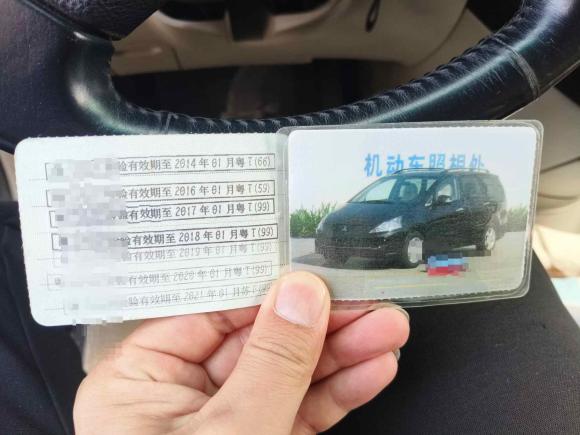 验有效期至2014年01月粤T(66)
验有效期至2016年01月粤T(59)
验有效期至2017年01月粤T(99)
验有效期至2018年01月粤T(99)
有效期至2019年01月粤T(99)
有效期至2020年01月粤T(99)
验有效期至2021年01月
机动车照相处